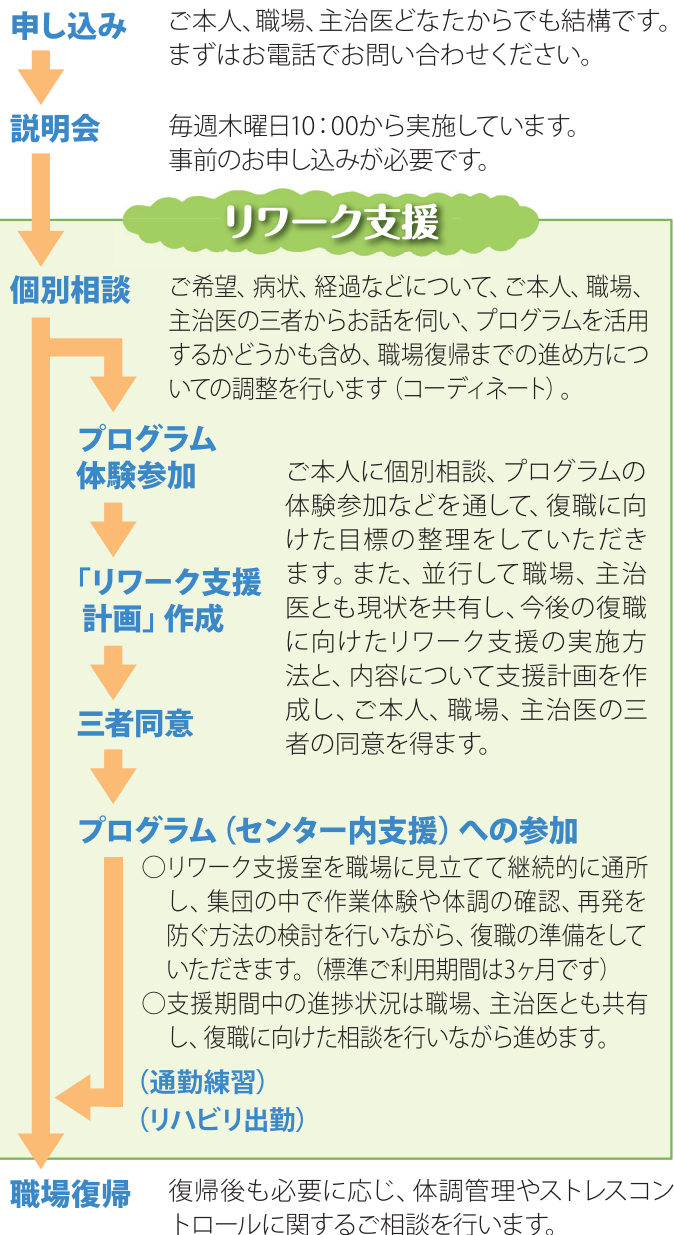 申し込み
ご本人、職場、主治医どなたからでも結構です。
まずはお電話でお問い合わせください。
説明会
毎週木曜日10：00から実施しています。
事前のお申し込みが必要です。
リワーク支援
個別相談
ご希望、病状、経過などについて、ご本人、職場、
主治医の三者からお話を伺い、プログラムを活用
するかどうかも含め、職場復帰までの進め方につ
いての調整を行います（コーディネート）。
プログラム
体験参加
「リワーク支援
計画」作成
三者同意
ご本人に個別相談、プログラムの
体験参加などを通して、復職に向
けた目標の整理をしていただき
ます。また、並行して職場、主治
医とも現状を共有し、今後の復職
に向けたリワーク支援の実施方
法と、内容について支援計画を作
成し、ご本人、職場、主治医の三
者の同意を得ます。
プログラム（センター内支援）への参加
○リワーク支援室を職場に見立てて継続的に通所
し、集団の中で作業体験や体調の確認、再発を
防ぐ方法の検討を行いながら、復職の準備をして
いただきます。（標準ご利用期間は3ヶ月です）
○支援期間中の進捗状況は職場、主治医とも共有
し、復職に向けた相談を行いながら進めます。
（通勤練習）
（リハビリ出勤）
職場復帰
復帰後も必要に応じ、体調管理やストレスコン
トロールに関するご相談を行います。